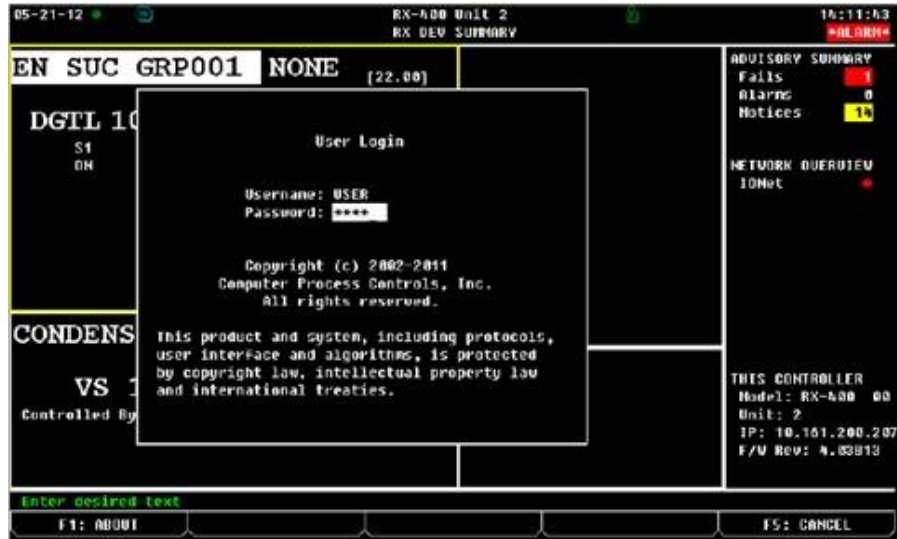 05-21-12
RX-400 Unit 2
14:11:43
RX DEV SUMMARY
*ALARM*
EN SUC GRP001 NONE [22.00]
DGTL 10
S1
ON
CONDENS
VS 1
Controlled By
User Login
Username: USER
Password: ****_
Copyright (c) 2002-2011
Computer Process Controls, Inc.
All rights reserved.
This product and system, including protocols,
user interface and algorithms, is protected
by copyright law, intellectual property law
and international treaties.
ADVISORY SUMMARY
Fails 1
Alarms 0
Notices 14
NETWORK OVERVIEW
IONet
THIS CONTROLLER
Model: RX-400 00
Unit: 2
IP: 10.161.200.207
F/W Rev: 4.03B13
Enter desired text
F1: ABOUT
F5: CANCEL